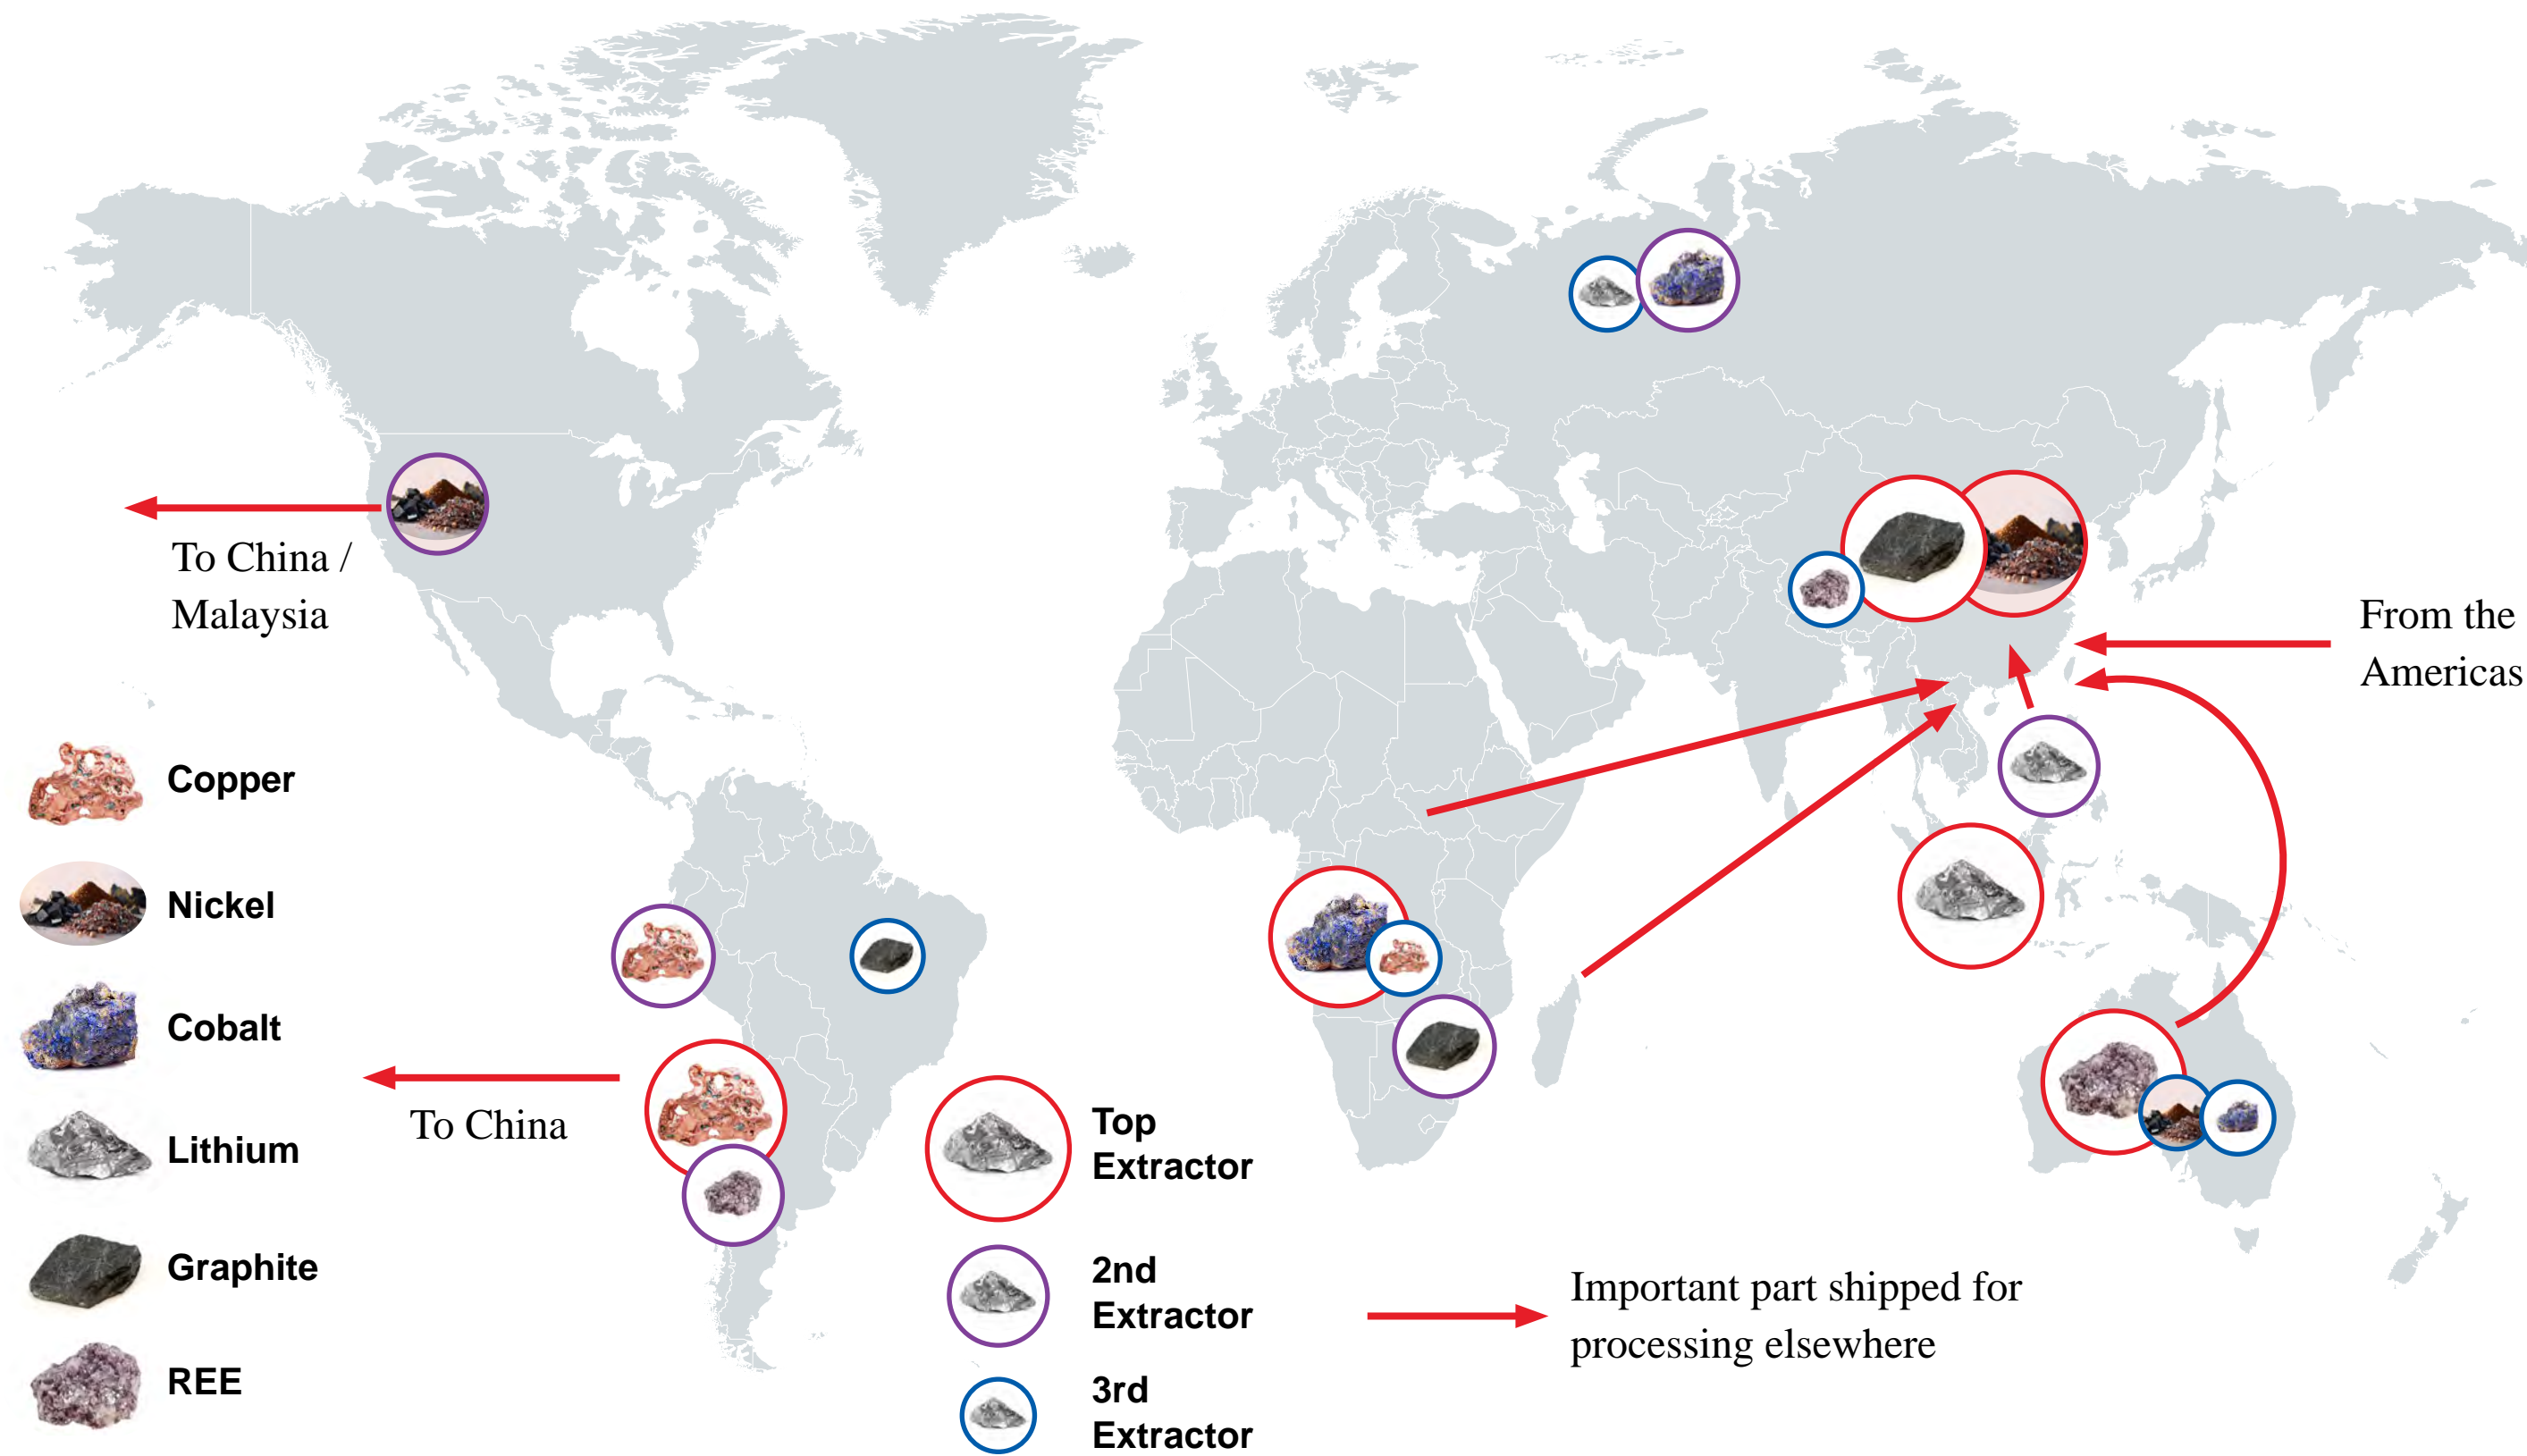 To China /
Malaysia
From the
Americas
Copper
Nickel
Cobalt
Lithium
Graphite
REE
To China
Top
Extractor
2nd
Extractor
3rd
Extractor
Important part shipped for
processing elsewhere